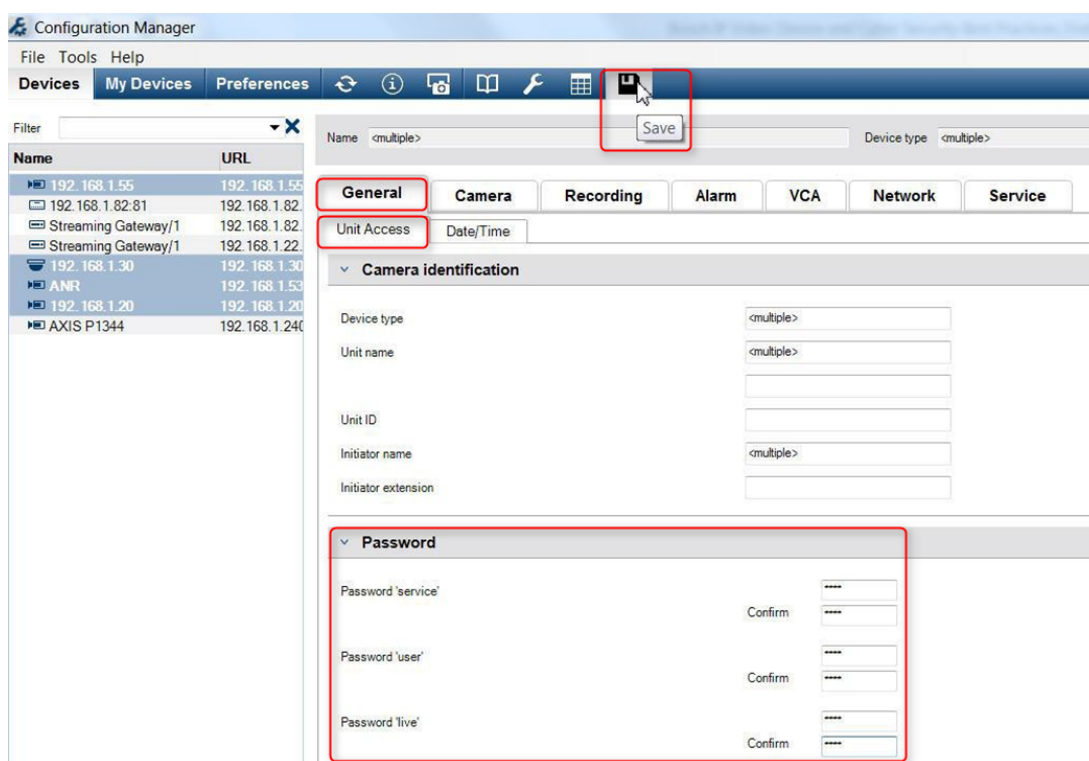 Configuration Manager
File Tools Help
Devices My Devices Preferences
Save
Filter
Name <multiple> Device type <multiple>
Name URL
192.168.1.55 192.168.1.55
192.168.1.82:81 192.168.1.82.
Streaming Gateway/1 192.168.1.82.
Streaming Gateway/1 192.168.1.22.
192.168.1.30 192.168.1.30
ANR 192.168.1.53
192.168.1.20 192.168.1.20
AXIS P1344 192.168.1.240
General Camera Recording Alarm VCA Network Service
Unit Access Date/Time
Camera identification
Device type <multiple>
Unit name <multiple>
Unit ID
Initiator name <multiple>
Initiator extension
Password
Password 'service' ****
Confirm ****
Password 'user' ****
Confirm ****
Password 'live' ****
Confirm ****